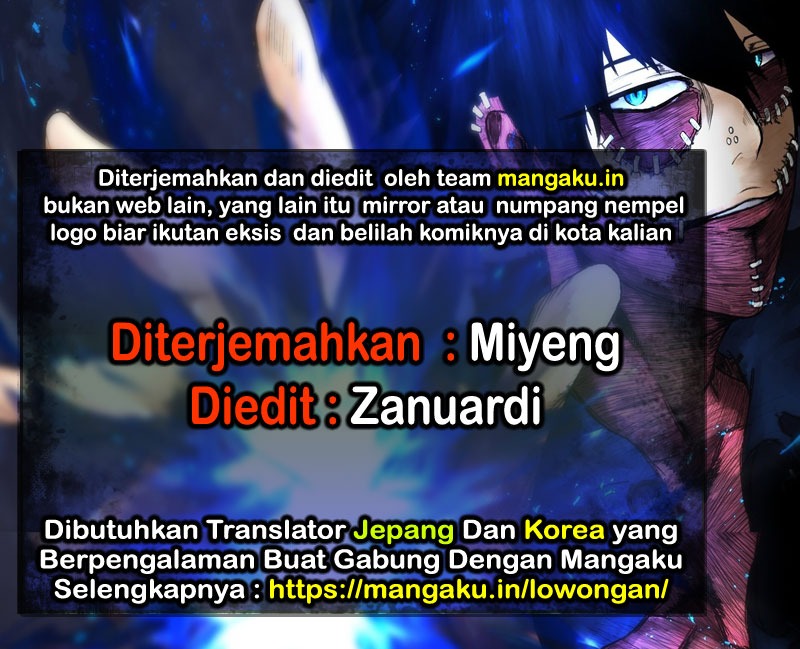 Diterjemahkan dan diedit oleh team mangaku.in
bukan web lain, yang lain itu mirror atau numpang nempel
logo biar ikutan eksis dan belilah komiknya di kota kalian
Diterjemahkan : Miyeng
Diedit : Zanuardi
Dibutuhkan Translator Jepang Dan Korea yang
Berpengalaman Buat Gabung Dengan Mangaku
Selengkapnya : https://mangaku.in/lowongan/